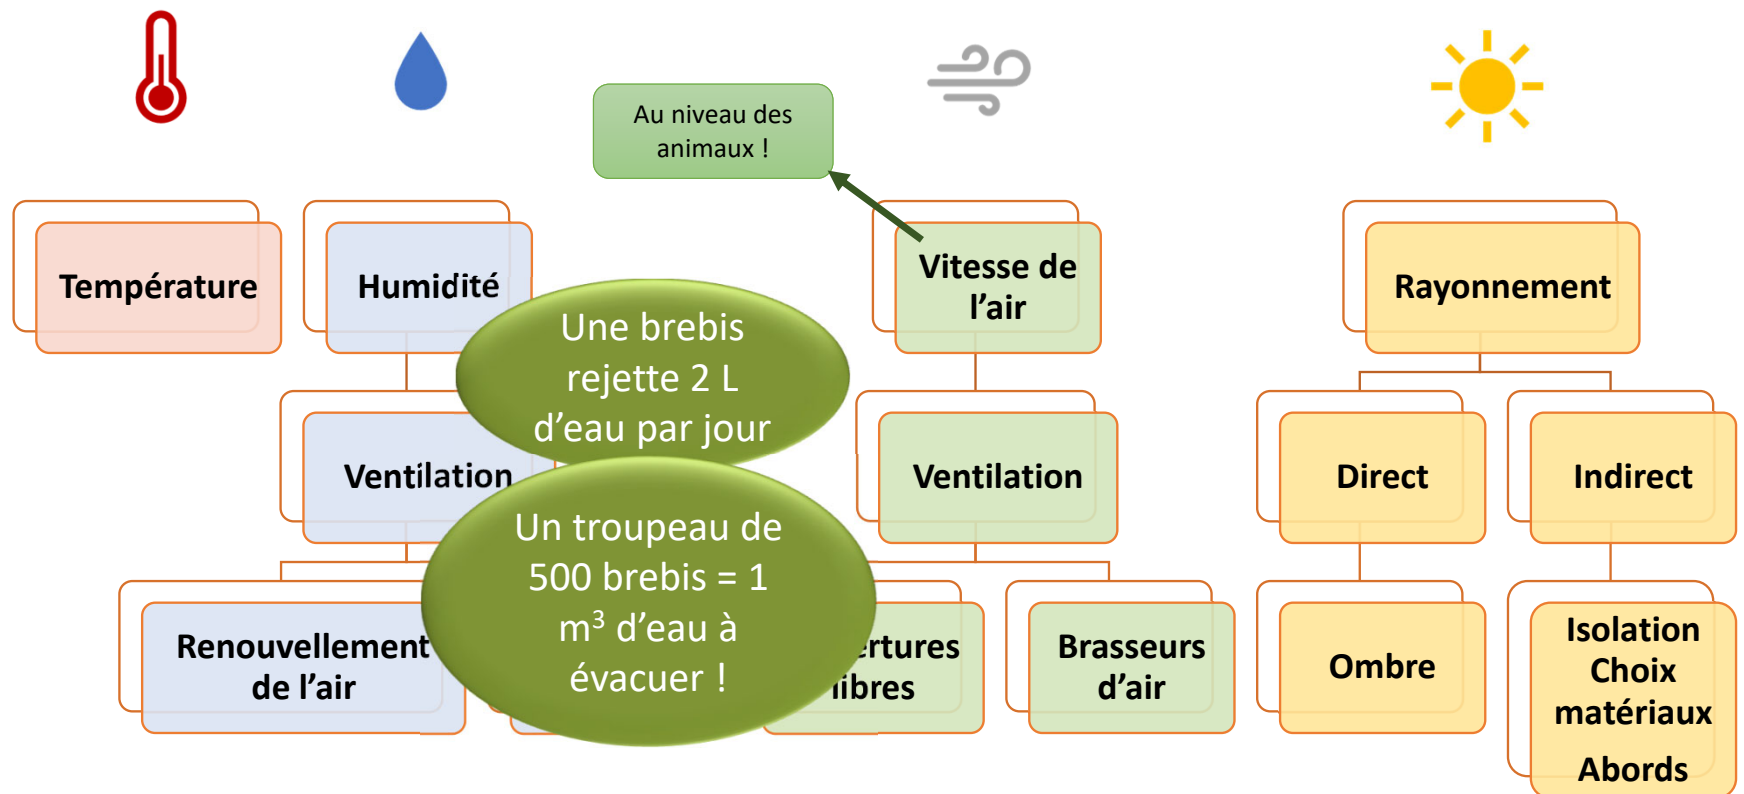 Au niveau des
animaux !
Température
Humidité
Vitesse de
l’air
Rayonnement
Une brebis
rejette 2 L
d’eau par jour
Ventilation
Ventilation
Direct
Indirect
Un troupeau de
500 brebis = 1
m³ d’eau à
évacuer !
Renouvellement
de l’air
ertures
libres
Brasseurs
d’air
Ombre
Isolation
Choix
matériaux
Abords